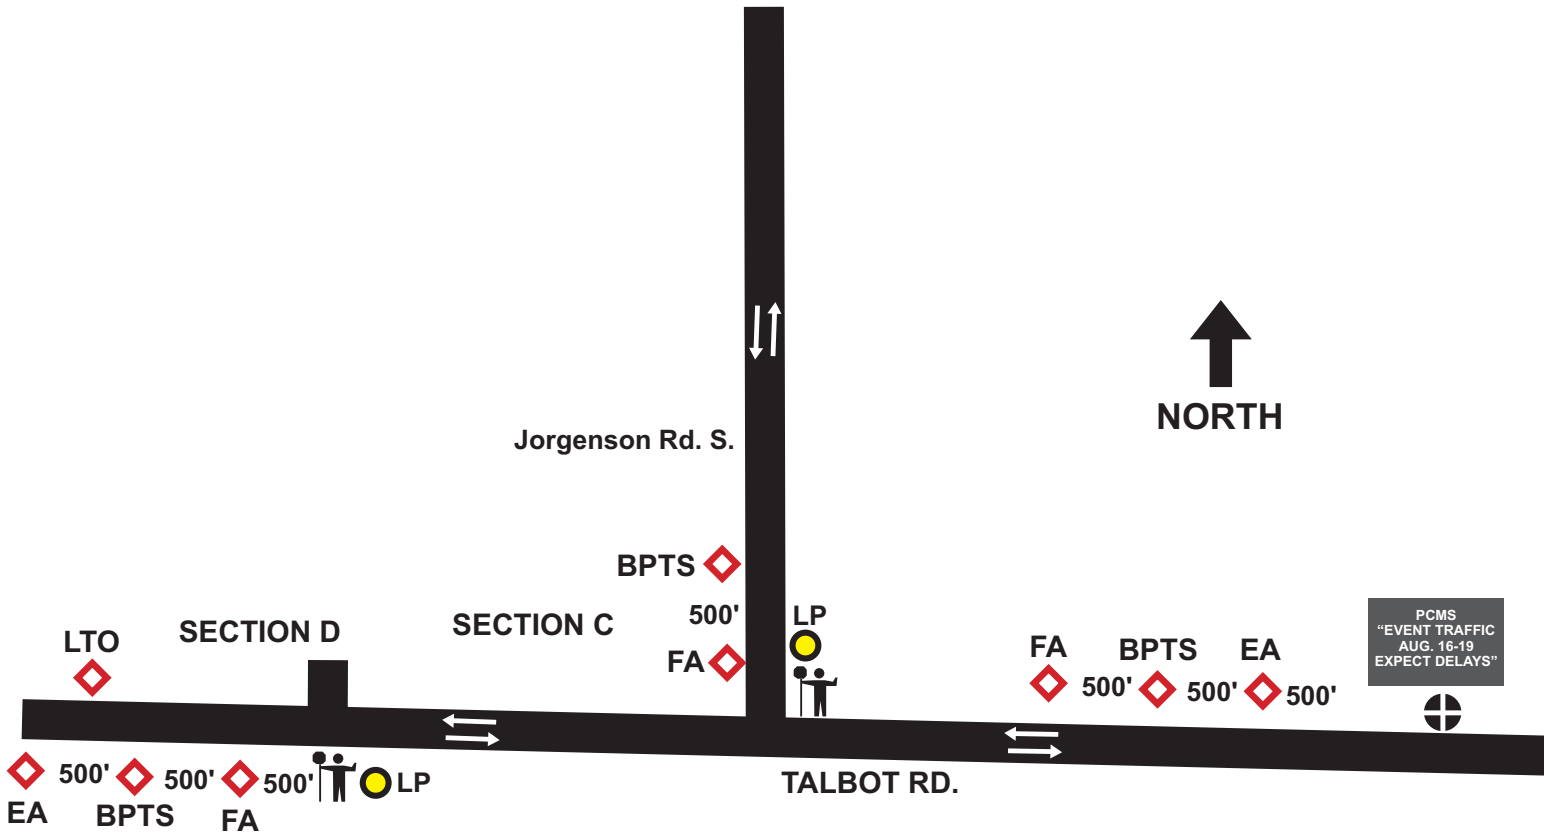 Jorgenson Rd. S.
NORTH
BPTS
500'
FA
LP
SECTION D
SECTION C
LTO
FA
500'
BPTS
500'
EA
500'
PCMS
“EVENT TRAFFIC
AUG. 16-19
EXPECT DELAYS”
EA
500'
BPTS
500'
FA
500'
LP
TALBOT RD.